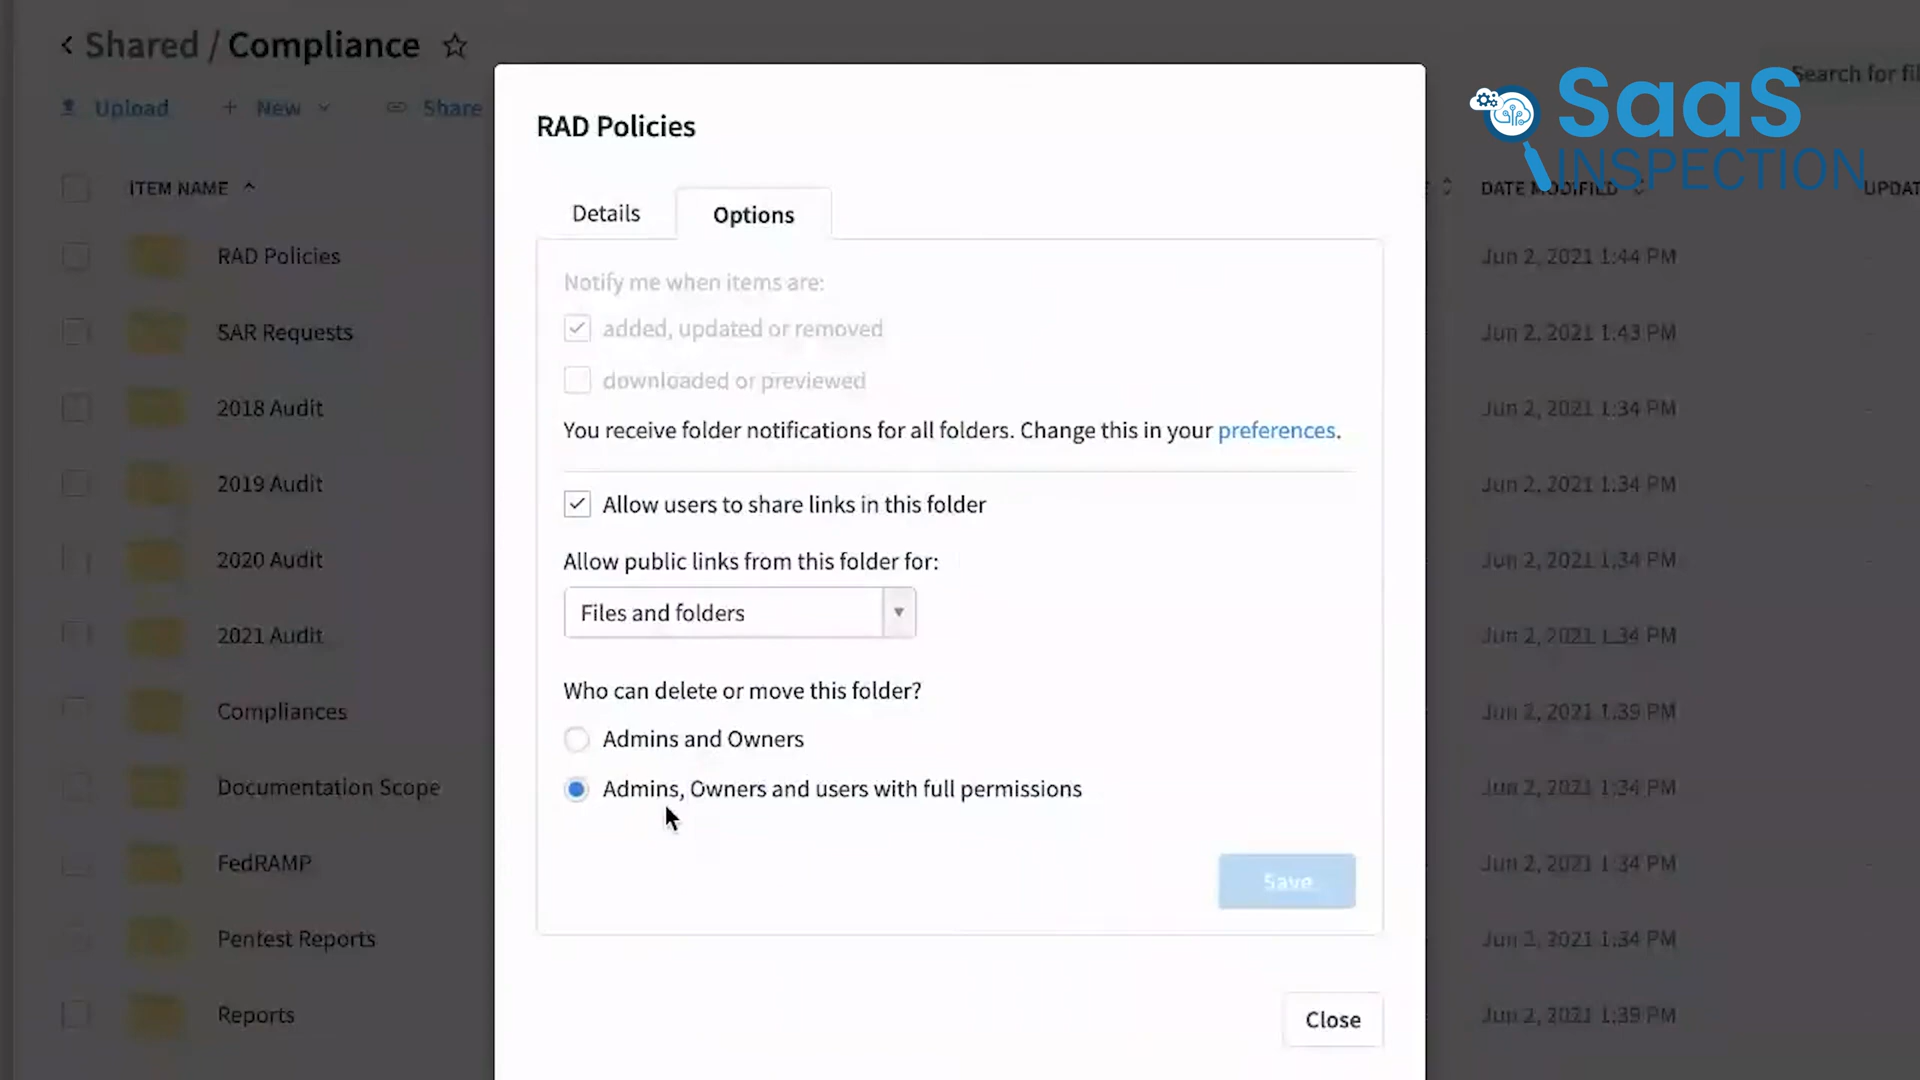 Shared / Compliance
Search for fil
Upload
New
Share
SaaS
INSPECTION
ITEM NAME
DATE MODIFIED
UPDAT
RAD Policies
Jun 2, 2021 1:44 PM
SAR Requests
Jun 2, 2021 1:43 PM
2018 Audit
Jun 2, 2021 1:34 PM
2019 Audit
Jun 2, 2021 1:34 PM
2020 Audit
Jun 2, 2021 1:34 PM
2021 Audit
Jun 2, 2021 1:34 PM
Compliances
Jun 2, 2021 1:39 PM
Documentation Scope
Jun 2, 2021 1:34 PM
FedRAMP
Jun 2, 2021 1:34 PM
Pentest Reports
Jun 2, 2021 1:34 PM
Reports
Jun 2, 2021 1:39 PM
RAD Policies
Details
Options
Notify me when items are:
added, updated or removed
downloaded or previewed
You receive folder notifications for all folders. Change this in your preferences.
Allow users to share links in this folder
Allow public links from this folder for:
Files and folders
Who can delete or move this folder?
Admins and Owners
Admins, Owners and users with full permissions
Save
Close